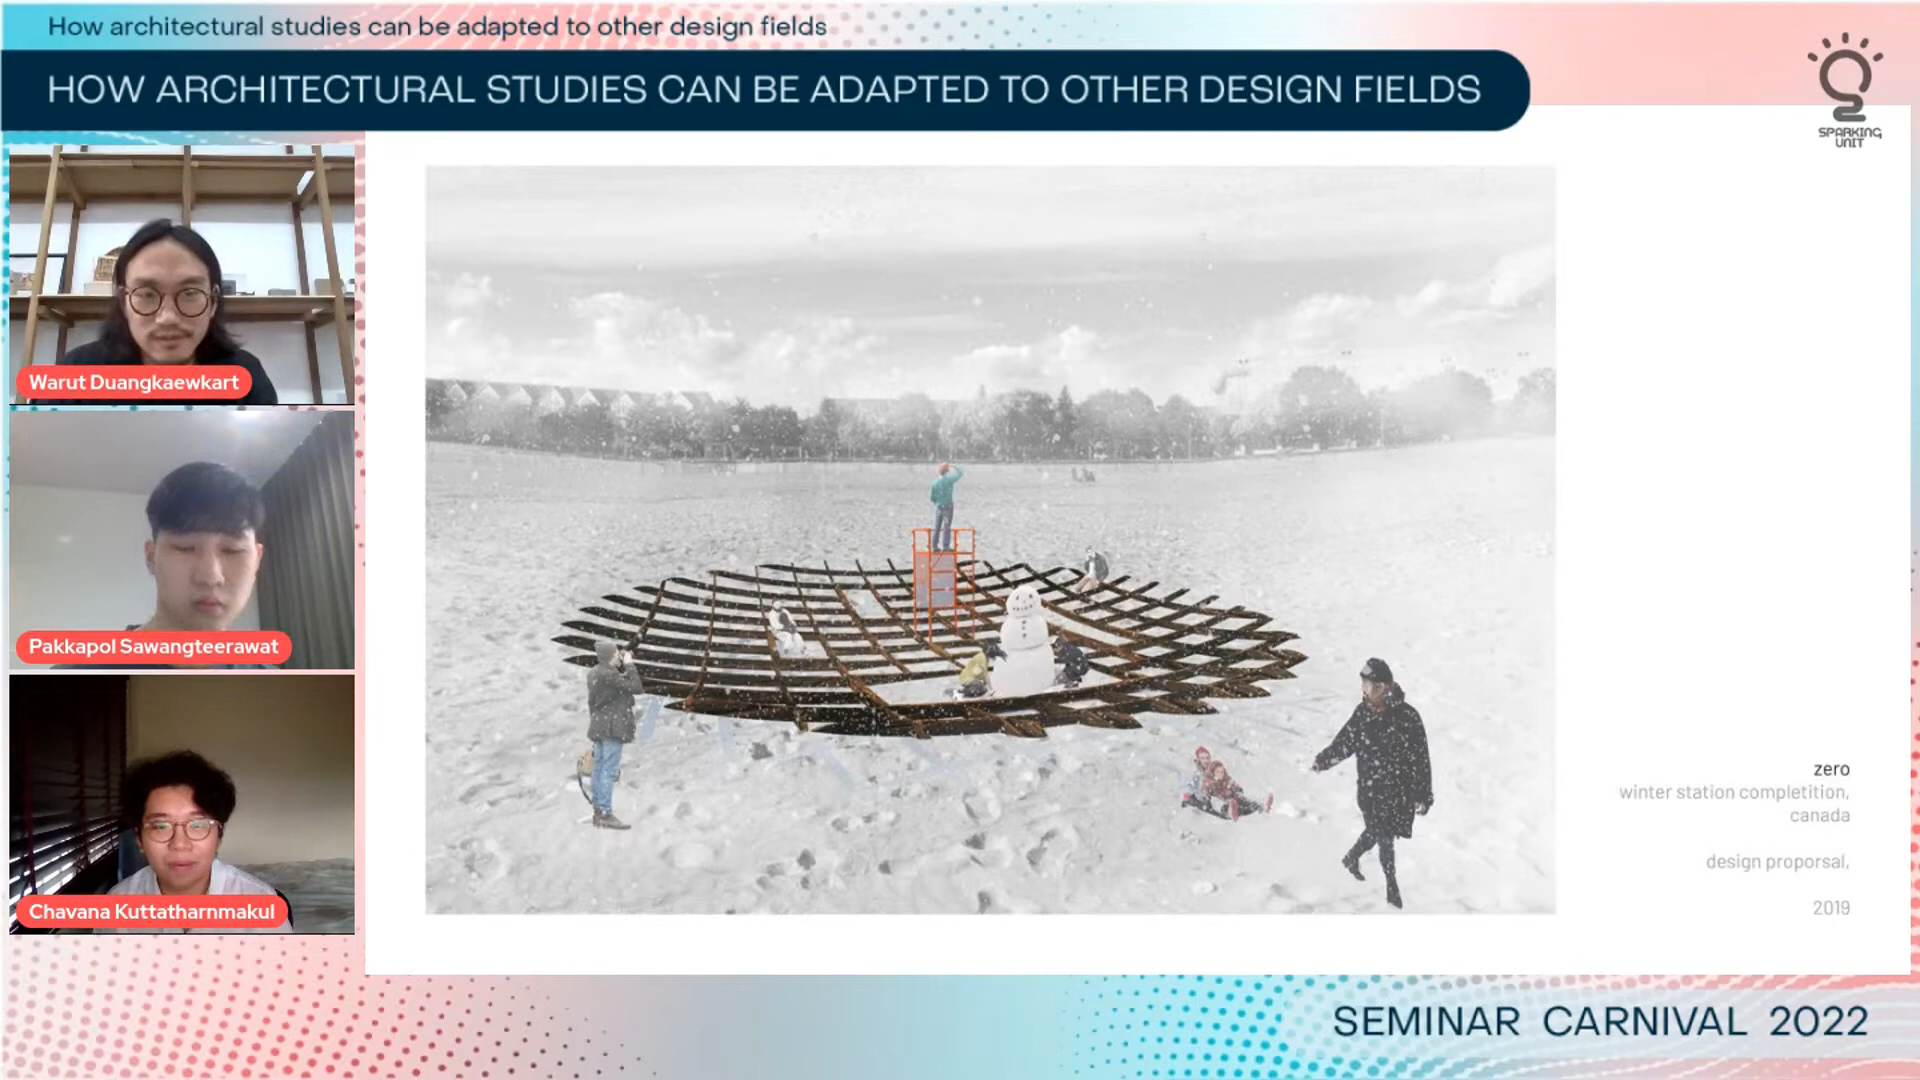 How architectural studies can be adapted to other design fields
HOW ARCHITECTURAL STUDIES CAN BE ADAPTED TO OTHER DESIGN FIELDS
SPARKING
UNIT
Warut Duangkaewkart
Pakkapol Sawangteerawat
Chavana Kuttatharnmakul
zero
winter station completition,
canada
design proporsal,
2019
SEMINAR CARNIVAL 2022